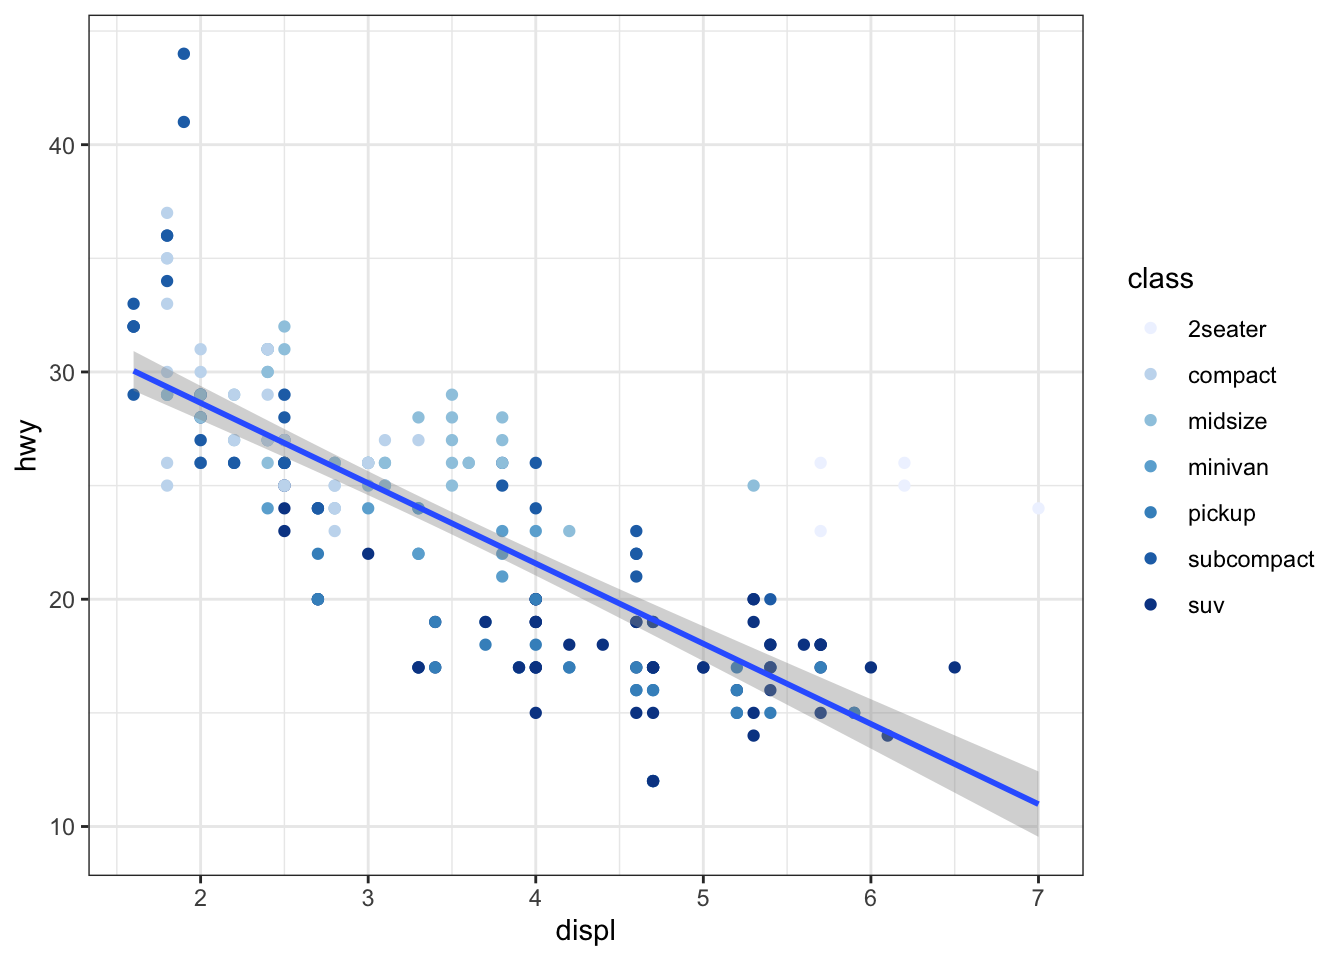 40
30
20
10
hwy
2 3 4 5 6 7
displ
class
2seater
compact
midsize
minivan
pickup
subcompact
suv